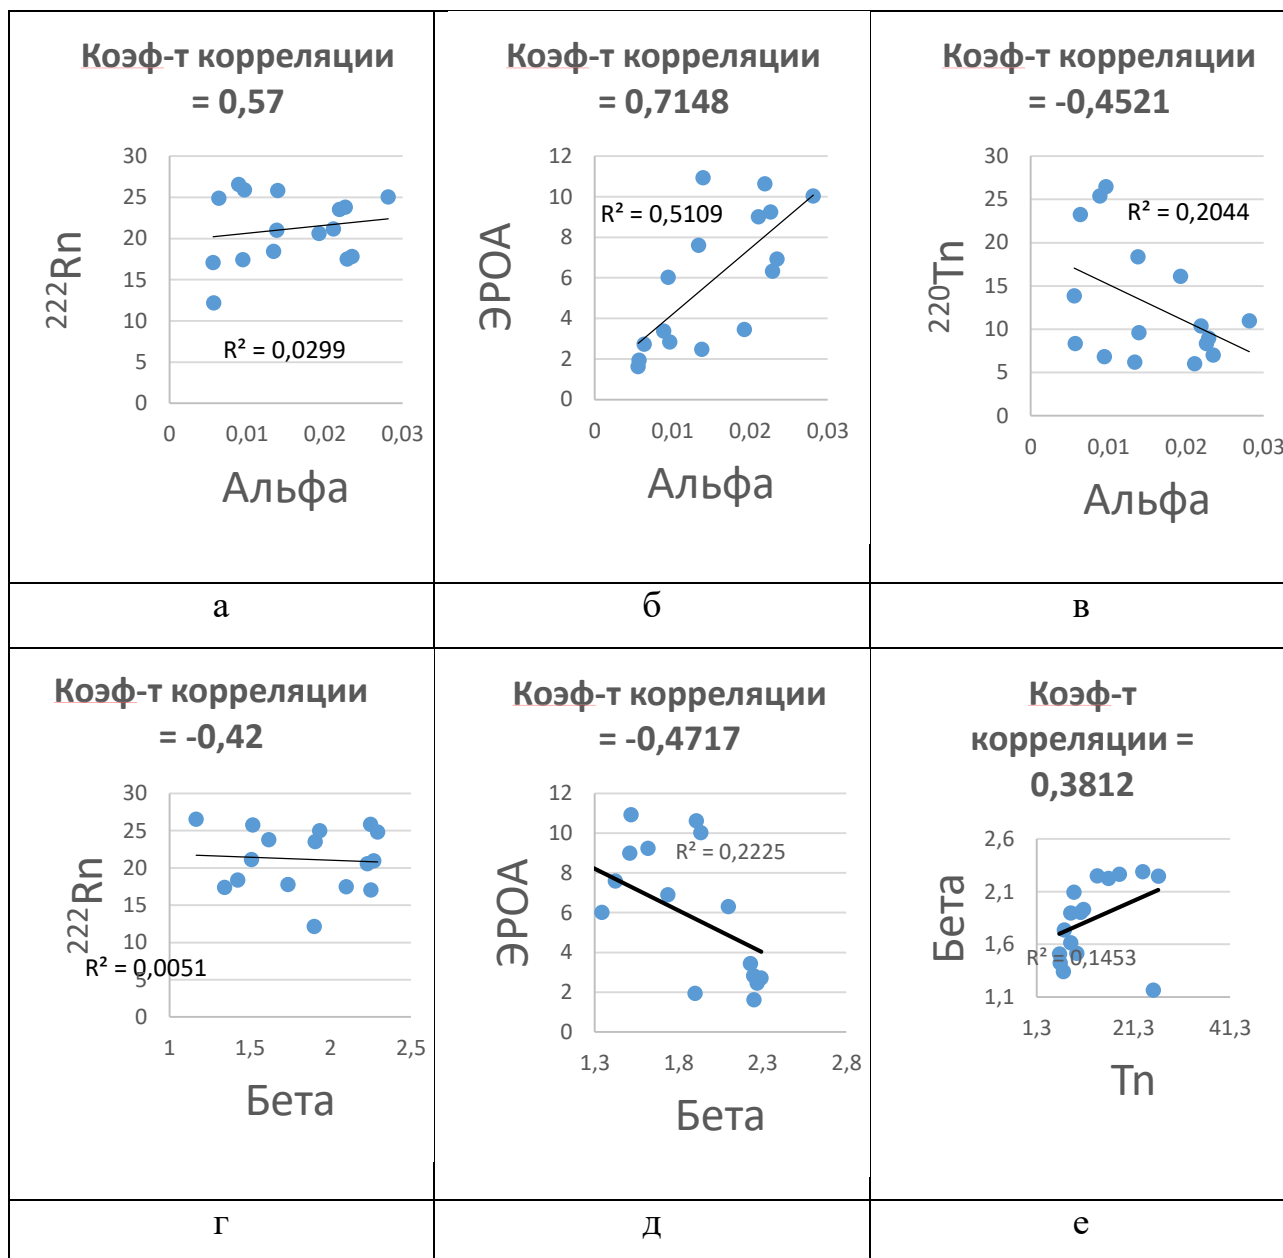 Коэф-т корреляции
= 0,57
30
25
20
15
10
5
0
²²²Rn
R² = 0,0299
0 0,01 0,02 0,03
Альфа
Коэф-т корреляции
= 0,7148
12
10
8
6
4
2
0
ЭРОА
R² = 0,5109
0 0,01 0,02 0,03
Альфа
Коэф-т корреляции
= -0,4521
30
25
20
15
10
5
0
²²⁰Tn
R² = 0,2044
0 0,01 0,02 0,03
Альфа
а б в
Коэф-т корреляции
= -0,42
30
25
20
15
10
5
0
²²²Rn
R² = 0,0051
1 1,5 2 2,5
Бета
Коэф-т корреляции
= -0,4717
12
10
8
6
4
2
0
ЭРОА
R² = 0,2225
1,3 1,8 2,3 2,8
Бета
Коэф-т
корреляции =
0,3812
2,6
2,1
1,6
1,1
Бета
R² = 0,1453
1,3 21,3 41,3
Tn
г д е